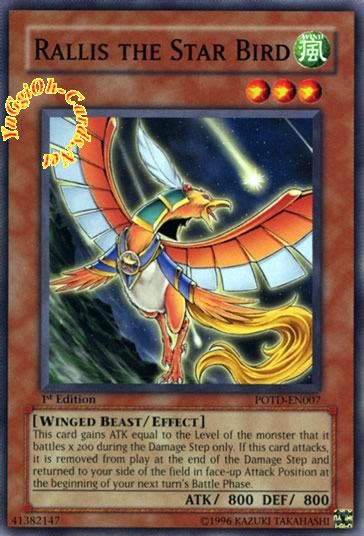 RALLIS THE STAR BIRD
WIND
風
YuGgiOh-Cards.Net
1st Edition
POTD-EN007
[WINGED BEAST/EFFECT]
This card gains ATK equal to the Level of the monster that it
battles x 200 during the Damage Step only. If this card attacks,
it is removed from play at the end of the Damage Step and
returned to your side of the field in face-up Attack Position at
the beginning of your next turn's Battle Phase.
ATK/ 800 DEF/ 800
41382147
©1996 KAZUKI TAKAHASHI